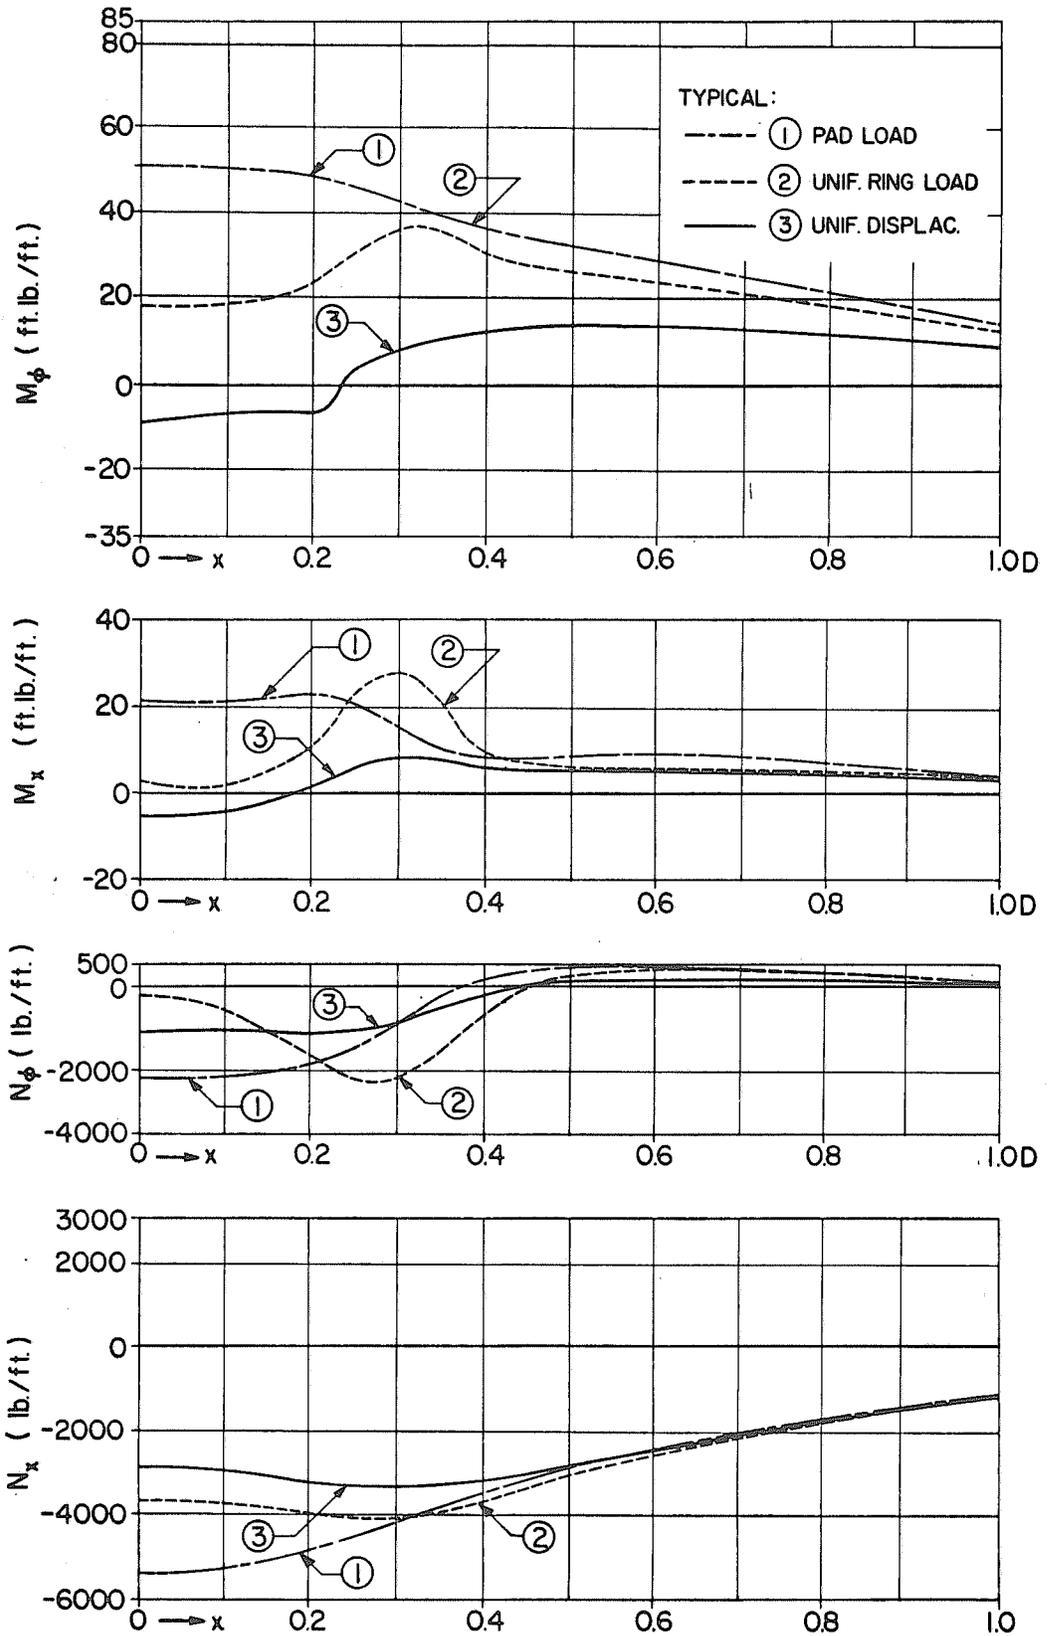 85
80
60
40
20
0
-20
-35
M_φ (ft.lb./ft.)
TYPICAL:
① PAD LOAD
② UNIF. RING LOAD
③ UNIF. DISPLAC.
①
②
③
0 → x 0.2 0.4 0.6 0.8 1.0D
40
20
0
-20
M_x (ft.lb./ft.)
①
②
③
0 → x 0.2 0.4 0.6 0.8 1.0D
500
0
-2000
-4000
N_φ (lb./ft.)
③
①
②
0 → x 0.2 0.4 0.6 0.8 1.0D
3000
2000
0
-2000
-4000
-6000
N_x (lb./ft.)
③
②
①
0 → x 0.2 0.4 0.6 0.8 1.0